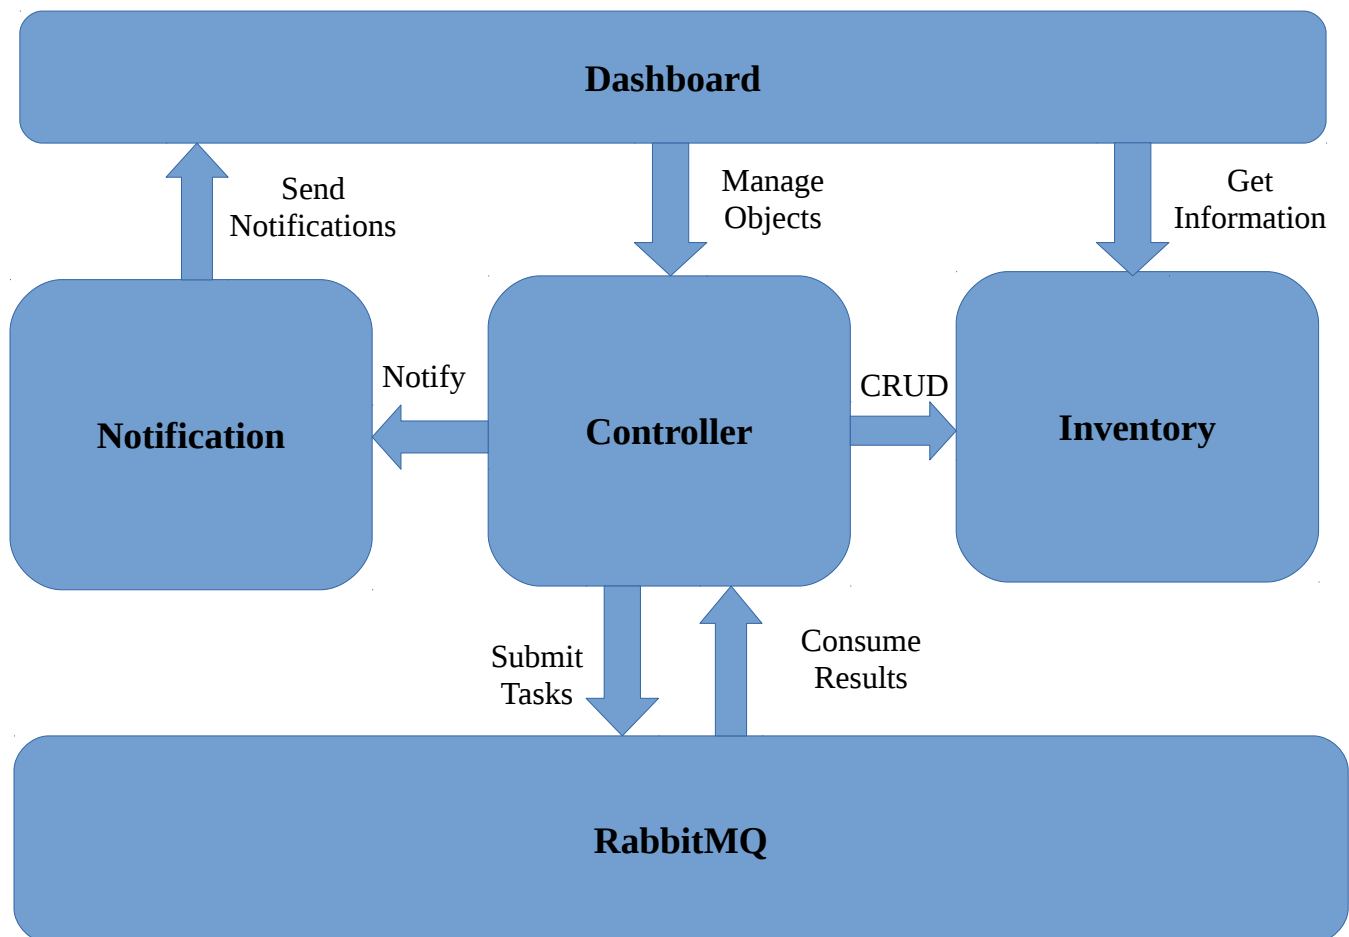 Dashboard
Send
Notifications
Manage
Objects
Get
Information
Notify
CRUD
Notification
Controller
Inventory
Submit
Tasks
Consume
Results
RabbitMQ